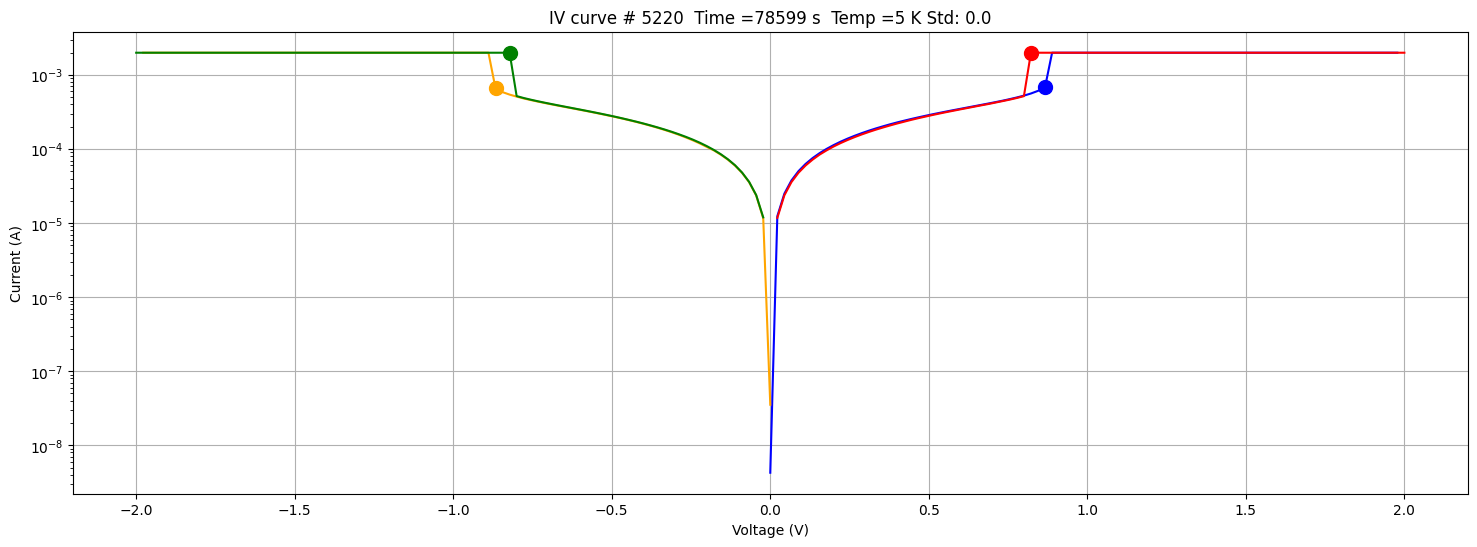 IV curve # 5220  Time =78599 s  Temp =5 K Std: 0.0
Current (A)
10⁻³
10⁻⁴
10⁻⁵
10⁻⁶
10⁻⁷
10⁻⁸
−2.0 −1.5 −1.0 −0.5 0.0 0.5 1.0 1.5 2.0
Voltage (V)